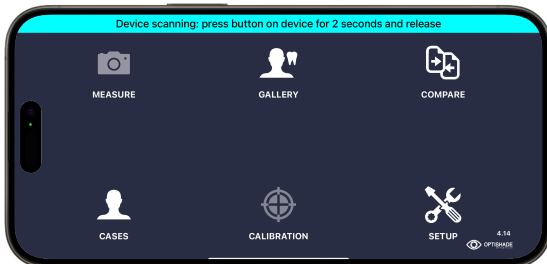 Device scanning: press button on device for 2 seconds and release
MEASURE
GALLERY
COMPARE
CASES
CALIBRATION
SETUP
4.14
OPTISHADE